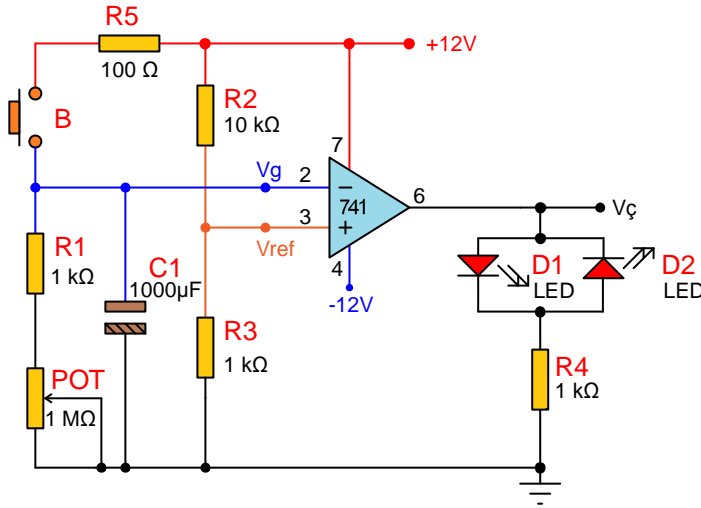 R5
100 Ω
+12V
B
R2
10 kΩ
7
Vg
2
−
741
6
Vç
Vref
3
+
4
-12V
R1
1 kΩ
C1
1000µF
D1
LED
D2
LED
R3
1 kΩ
R4
1 kΩ
POT
1 MΩ